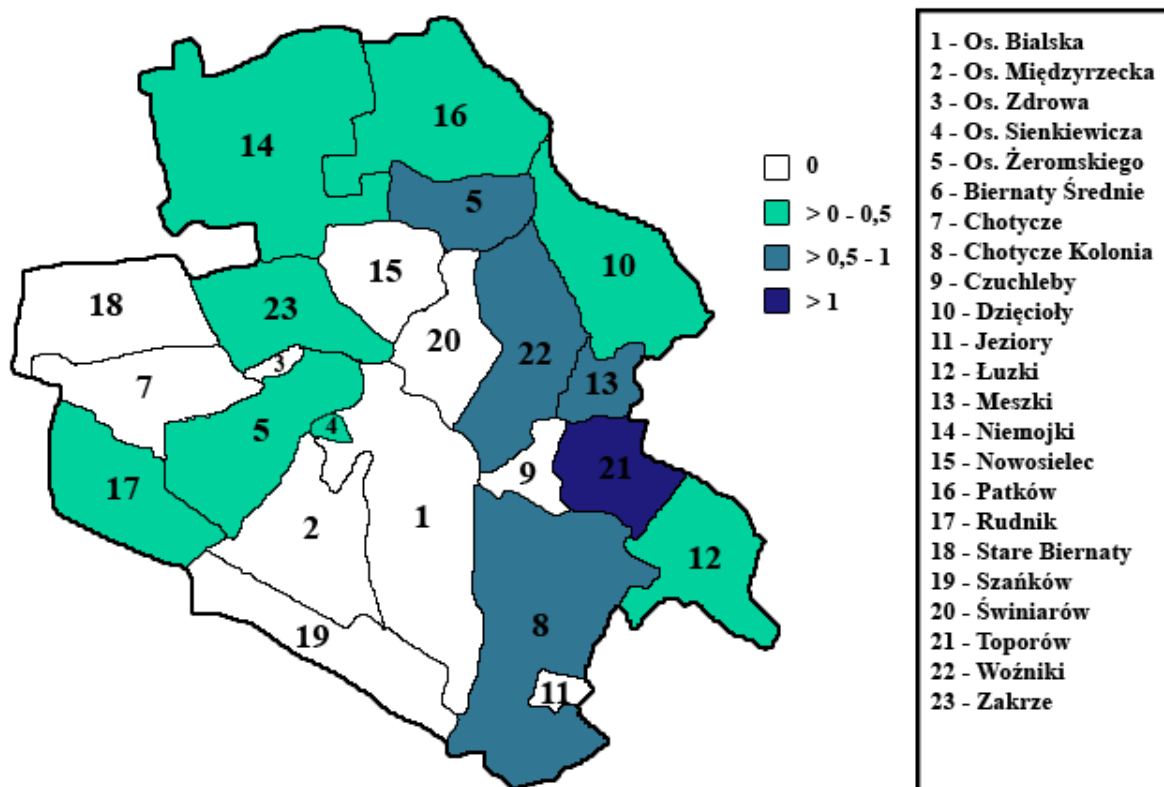 14
16
5
10
15
18
23
20
22
3
13
7
5
4
21
17
9
2
1
12
8
19
11
0
> 0 - 0,5
> 0,5 - 1
> 1
1 - Os. Bialska
2 - Os. Międzyrzecka
3 - Os. Zdrowa
4 - Os. Sienkiewicza
5 - Os. Żeromskiego
6 - Biernaty Średnie
7 - Chotycze
8 - Chotycze Kolonia
9 - Czuchleby
10 - Dzięcioły
11 - Jeziory
12 - Łuzki
13 - Meszki
14 - Niemojki
15 - Nowosielec
16 - Patków
17 - Rudnik
18 - Stare Biernaty
19 - Szańków
20 - Świniarów
21 - Toporów
22 - Woźniki
23 - Zakrze